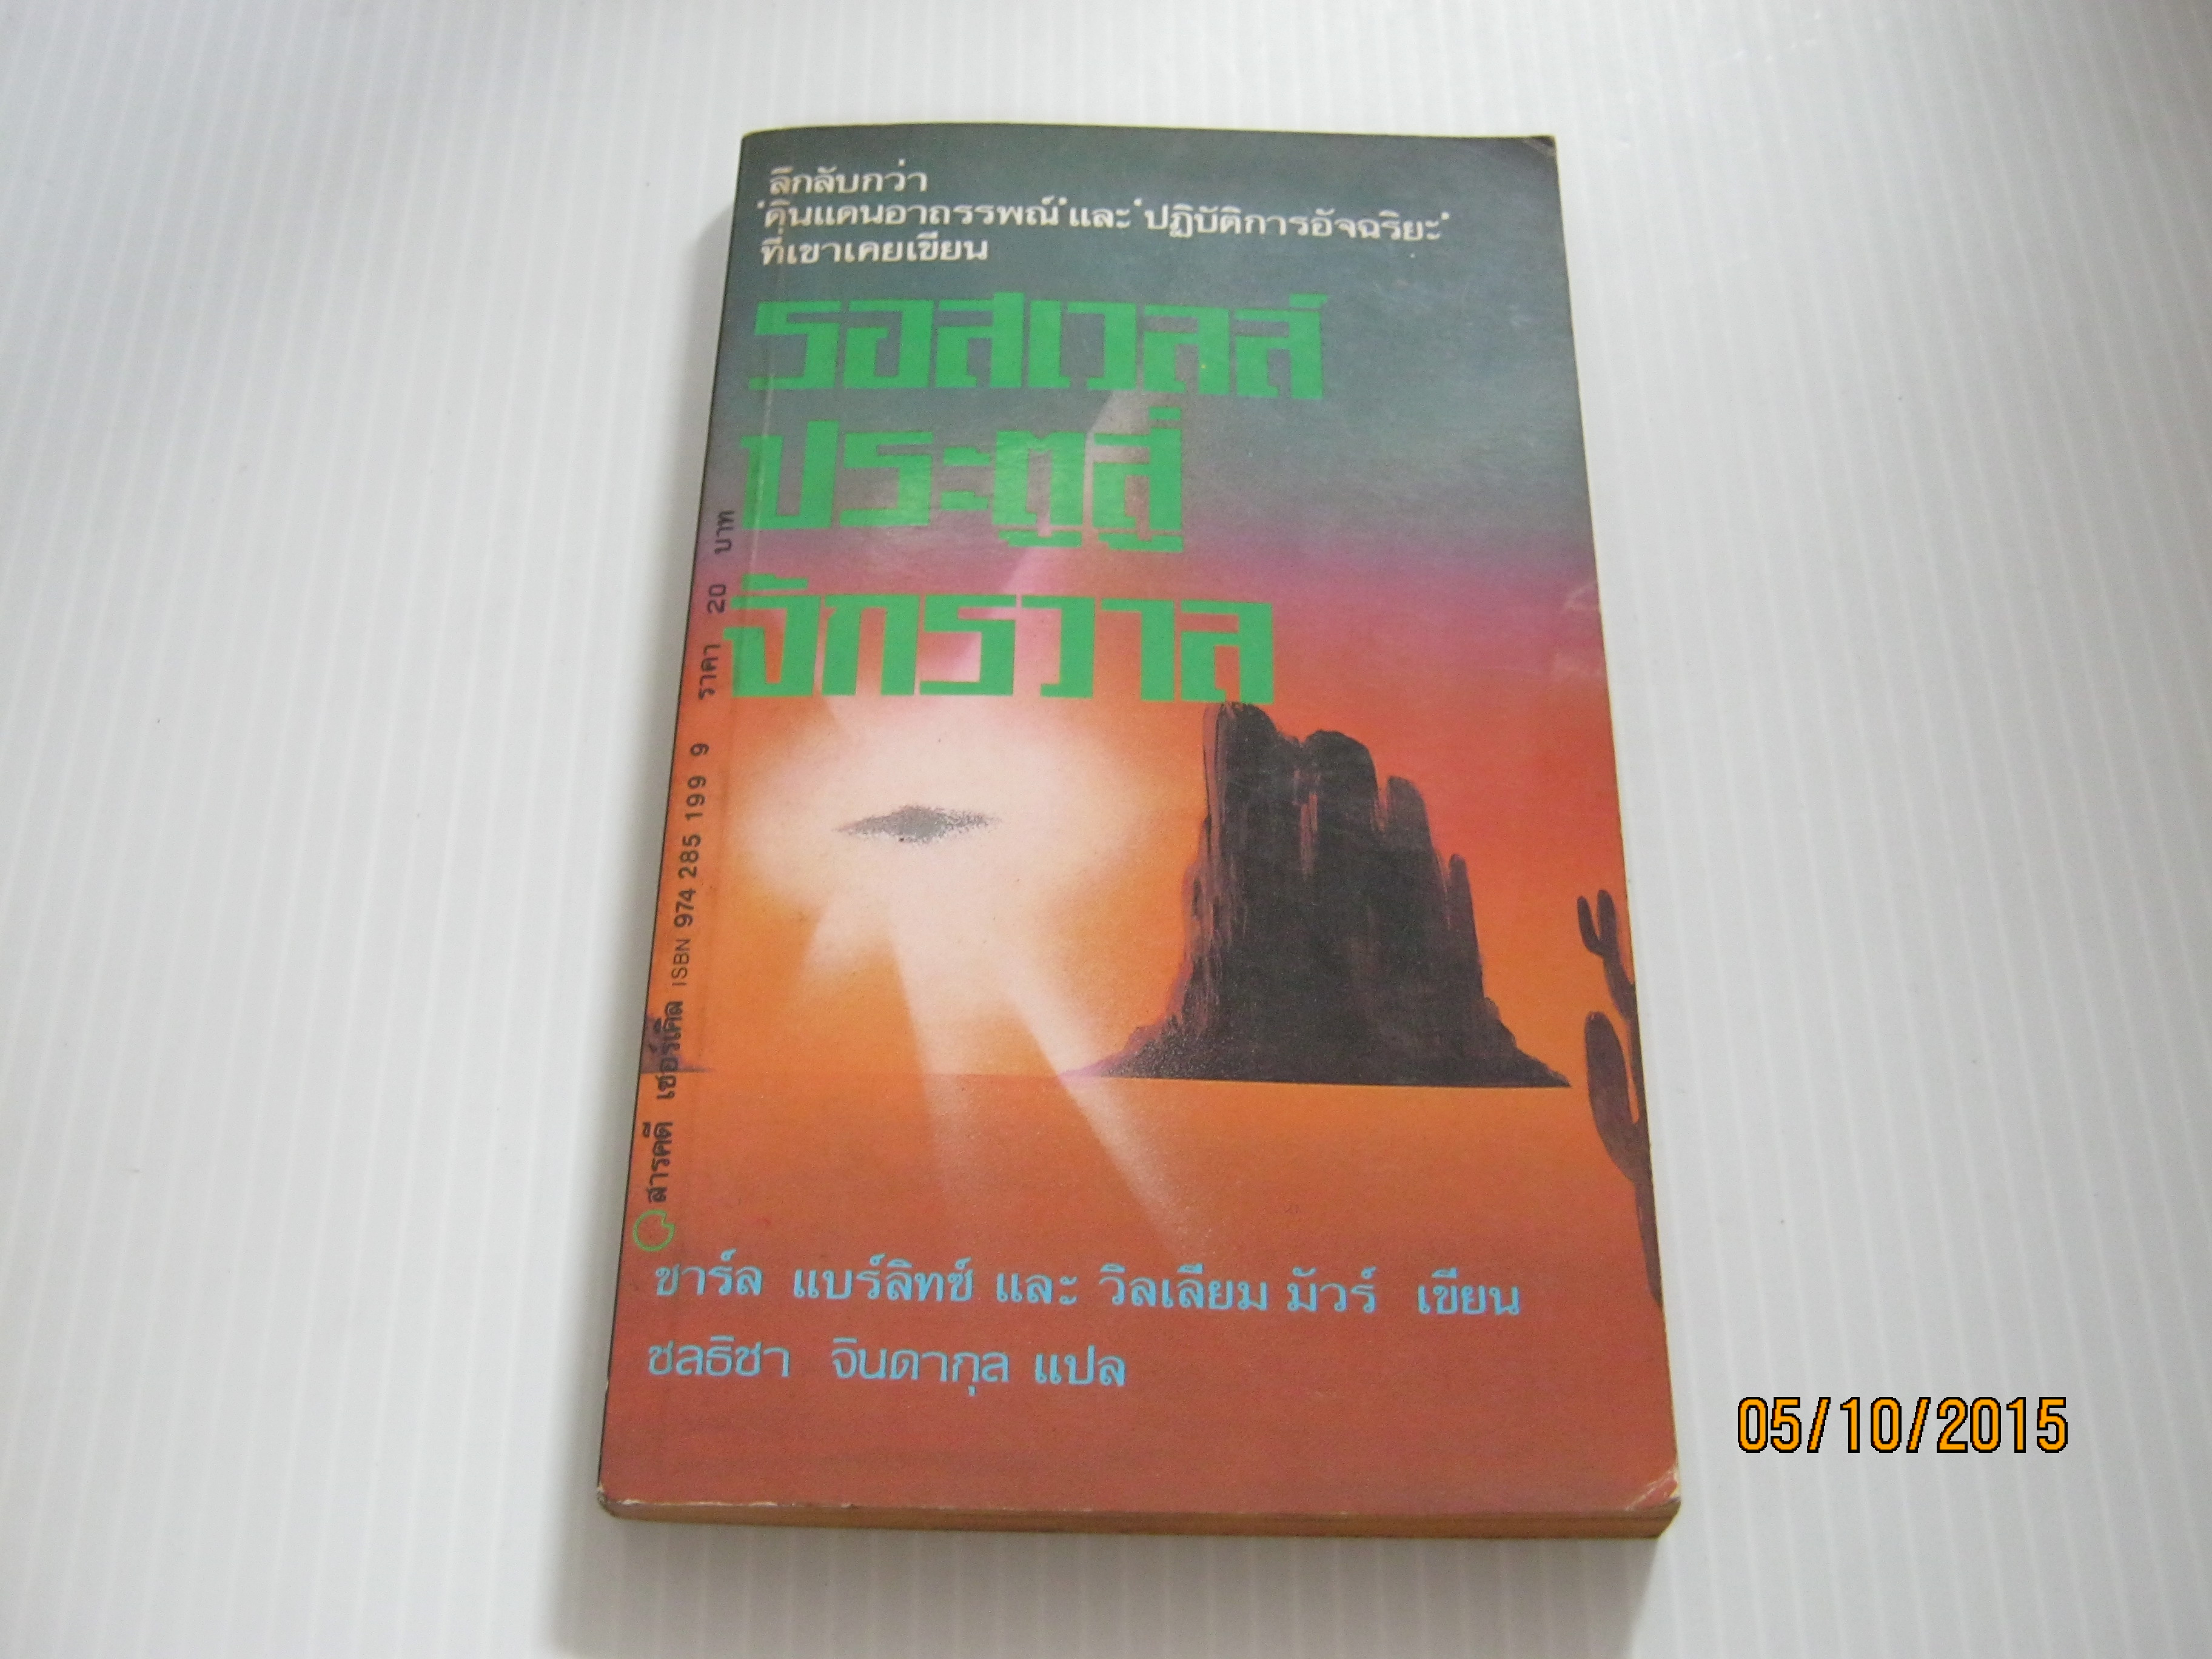 ลึกลับกว่า
'ดินแดนอาถรรพณ์' และ 'ปฏิบัติการอัจฉริยะ'
ที่เขาเคยเขียน
รอสเวลล์
ประตูสู่
จักรวาล
สารคดี เซอร์เคิล ISBN 974 285 199 9 ราคา 20 บาท
ชาร์ล แบร์ลิทซ์ และ วิลเลียม มัวร์ เขียน
ชลธิชา จินดากุล แปล
05/10/2015